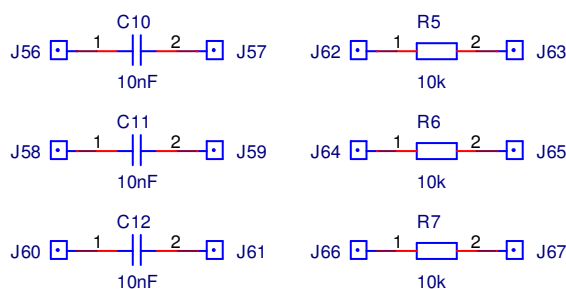 C10 R5
J56 1 2 J57 J62 1 2 J63
10nF 10k
C11 R6
J58 1 2 J59 J64 1 2 J65
10nF 10k
C12 R7
J60 1 2 J61 J66 1 2 J67
10nF 10k